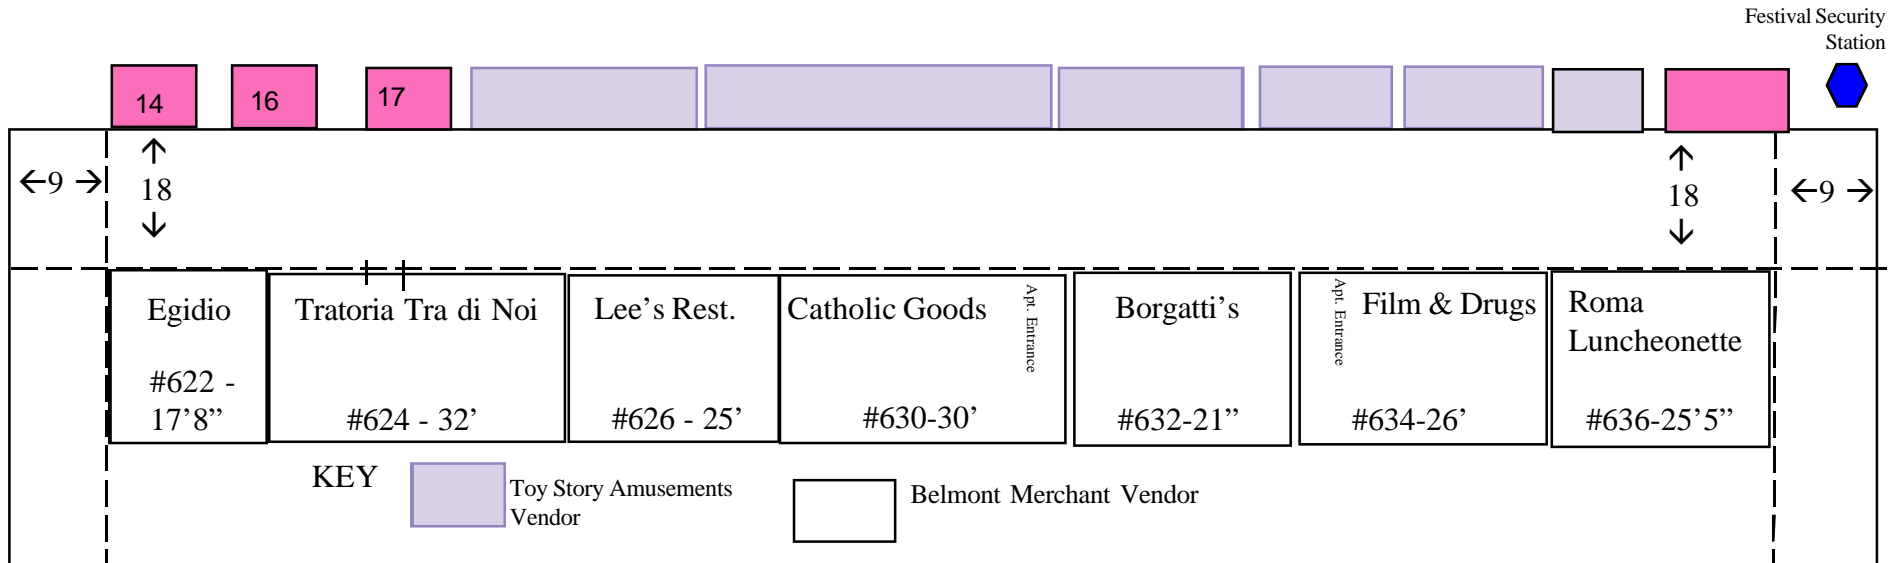 Festival Security
Station
14
16
17
←9 →
↑
18
↓
↑
18
↓
←9 →
Egidio
#622 -
17’8”
Tratoria Tra di Noi
#624 - 32’
Lee’s Rest.
#626 - 25’
Catholic Goods
Apt. Entrance
#630-30’
Borgatti’s
#632-21”
Apt. Entrance
Film & Drugs
#634-26’
Roma
Luncheonette
#636-25’5”
KEY
Toy Story Amusements
Vendor
Belmont Merchant Vendor